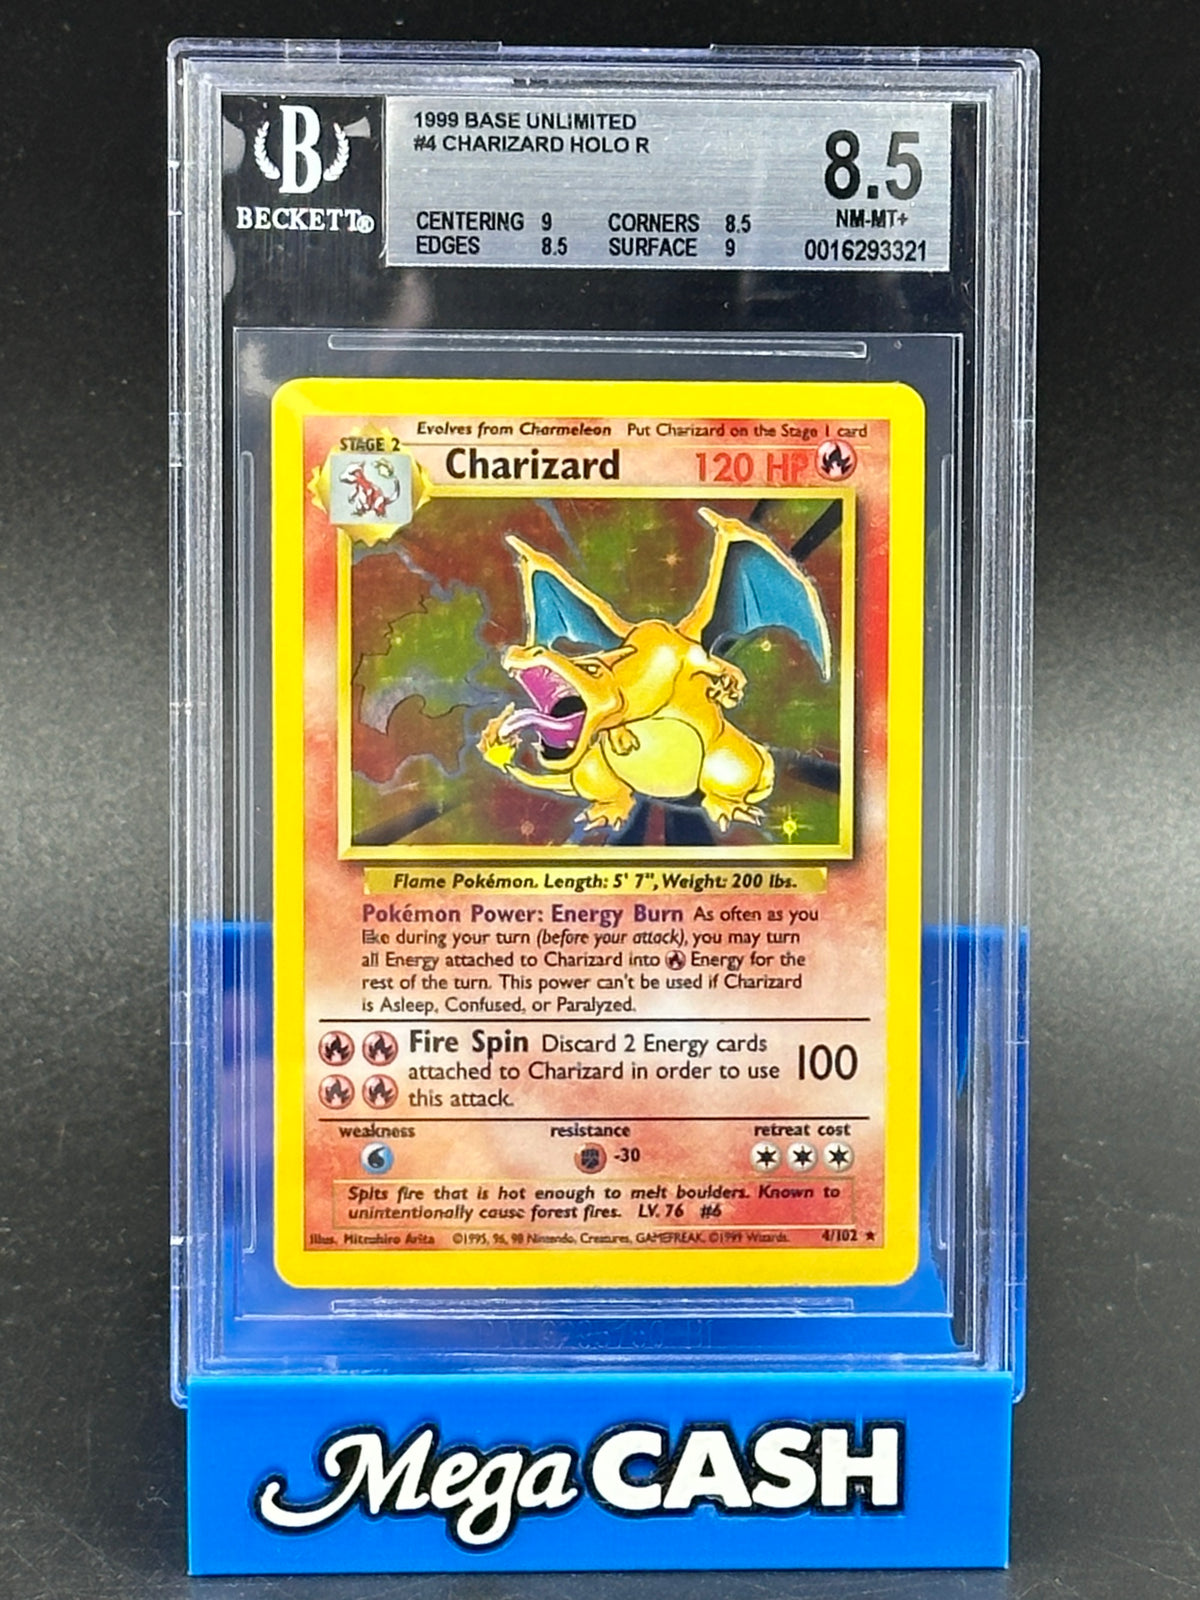 B
BECKETT®
1999 BASE UNLIMITED
#4 CHARIZARD HOLO R
8.5
NM-MT+
CENTERING 9 CORNERS 8.5
EDGES 8.5 SURFACE 9
0016293321
Evolves from Charmeleon Put Charizard on the Stage 1 card
STAGE 2
Charizard 120 HP
Flame Pokémon. Length: 5' 7", Weight: 200 lbs.
Pokémon Power: Energy Burn As often as you
like during your turn (before your attack), you may turn
all Energy attached to Charizard into Energy for the
rest of the turn. This power can't be used if Charizard
is Asleep, Confused, or Paralyzed.
Fire Spin Discard 2 Energy cards
attached to Charizard in order to use 100
this attack.
weakness resistance retreat cost
-30
Spits fire that is hot enough to melt boulders. Known to
unintentionally cause forest fires. LV. 76 #6
Illus. Mitsuhiro Arita ©1995, 96, 98 Nintendo, Creatures, GAMEFREAK. ©1999 Wizards. 4/102 ★
Mega CASH